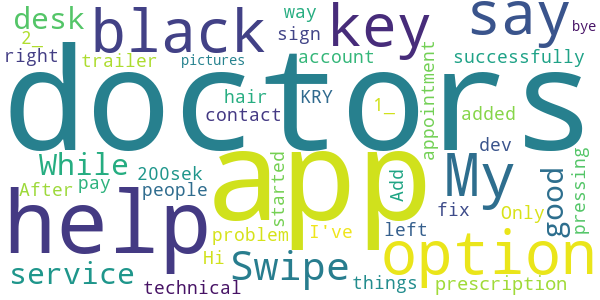 desk
black
2_
right
trailer
pictures
way
sign
key
say
bye
account
successfully
doctors
hair
contact
KRY
1_
appointment
added
dev
While
pay
200sek
people
After
app
started
Add
My
good
pressing
fix
Only
help
problem
I've
Hi
left
option
service
technical
Swipe
things
prescription